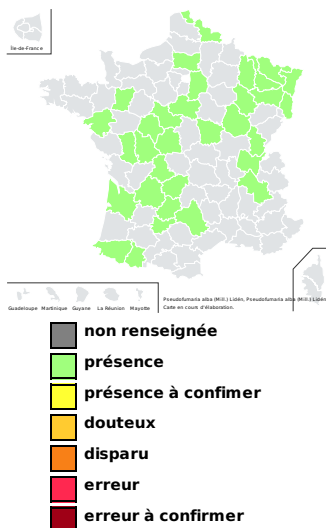 Île-de-France
Guadeloupe Martinique Guyane La Réunion Mayotte
Pseudofumaria alba (Mill.) Lidén, Pseudofumaria alba (Mill.) Lidén
Carte en cours d'élaboration.
non renseignée
présence
présence à confimer
douteux
disparu
erreur
erreur à confirmer